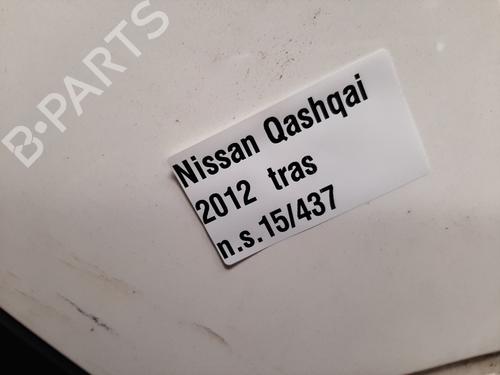 B-PARTS
Nissan Qashqai
2012 tras
n.s.15/437